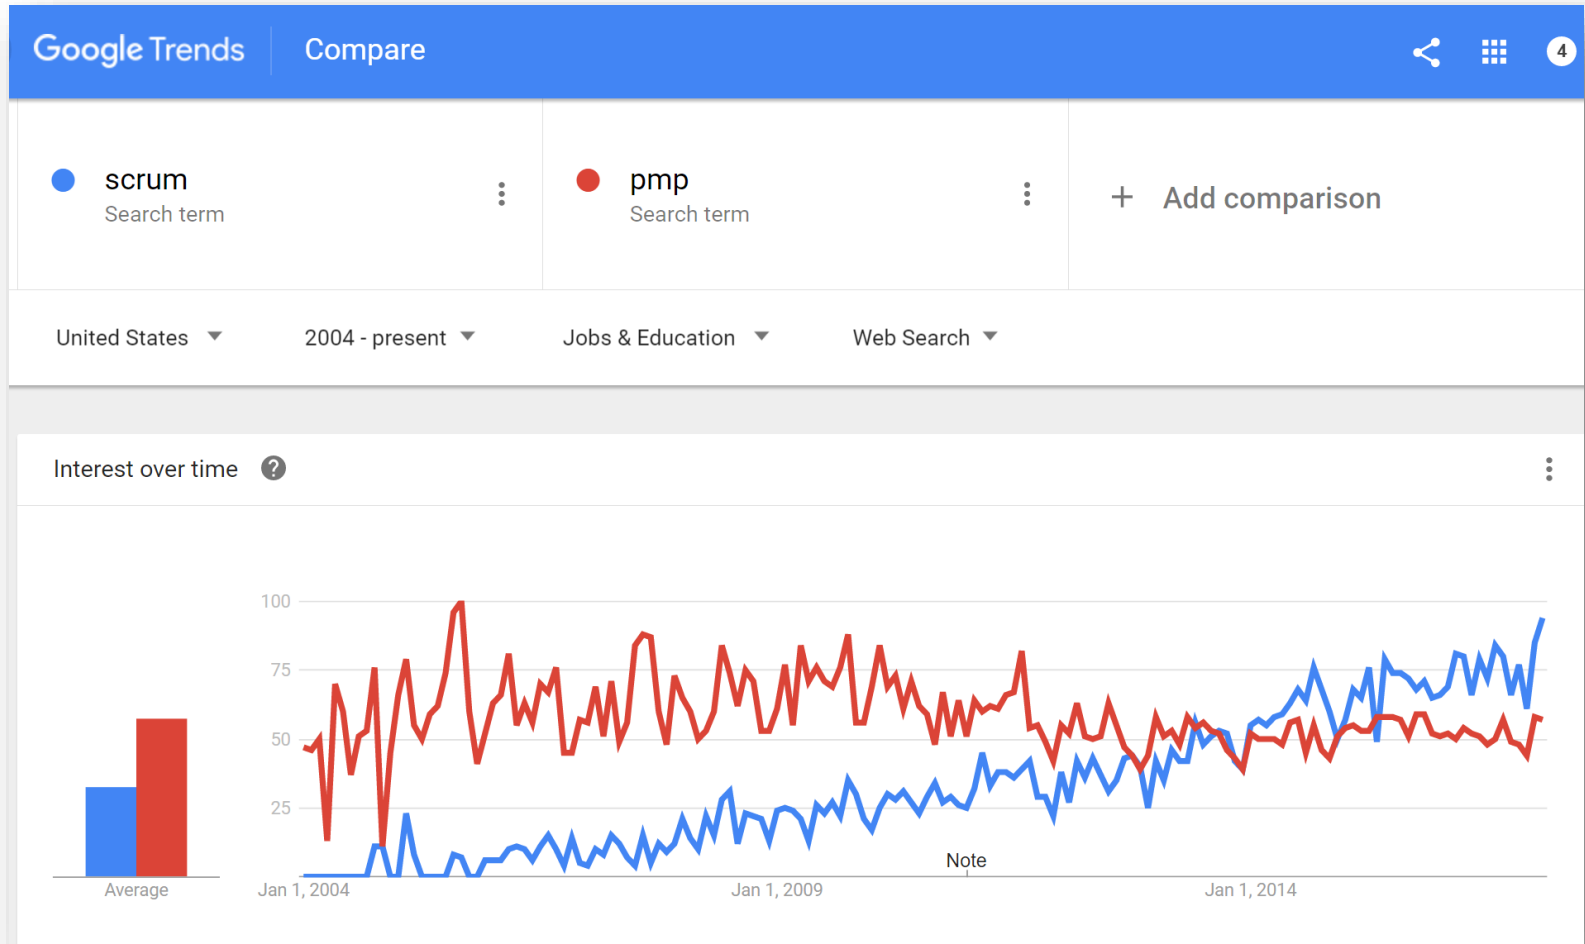 Google Trends Compare 4
scrum
Search term
pmp
Search term
+ Add comparison
United States 2004 - present Jobs & Education Web Search
Interest over time ?
100
75
50
25
Note
Average Jan 1, 2004 Jan 1, 2009 Jan 1, 2014